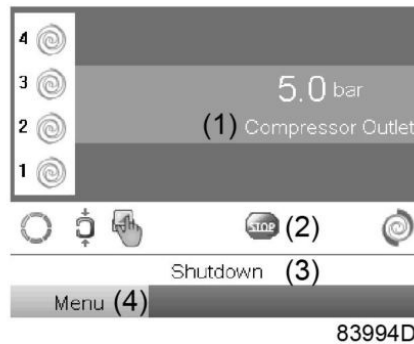 4
3
5.0 bar
2
(1) Compressor Outlet
1
STOP (2)
Shutdown (3)
Menu (4)
83994D